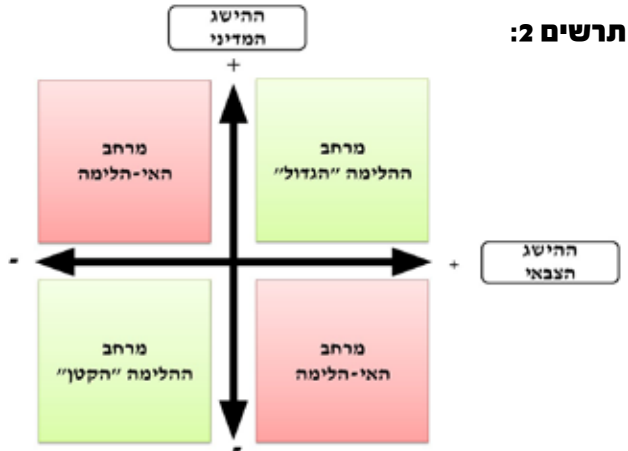 תרשים 2:
ההישג
המדיני
+
מרחב
ההלימה "הגדול"
מרחב
האי-הלימה
ההישג
הצבאי
+
-
מרחב
האי-הלימה
מרחב
ההלימה "הקטן"
-